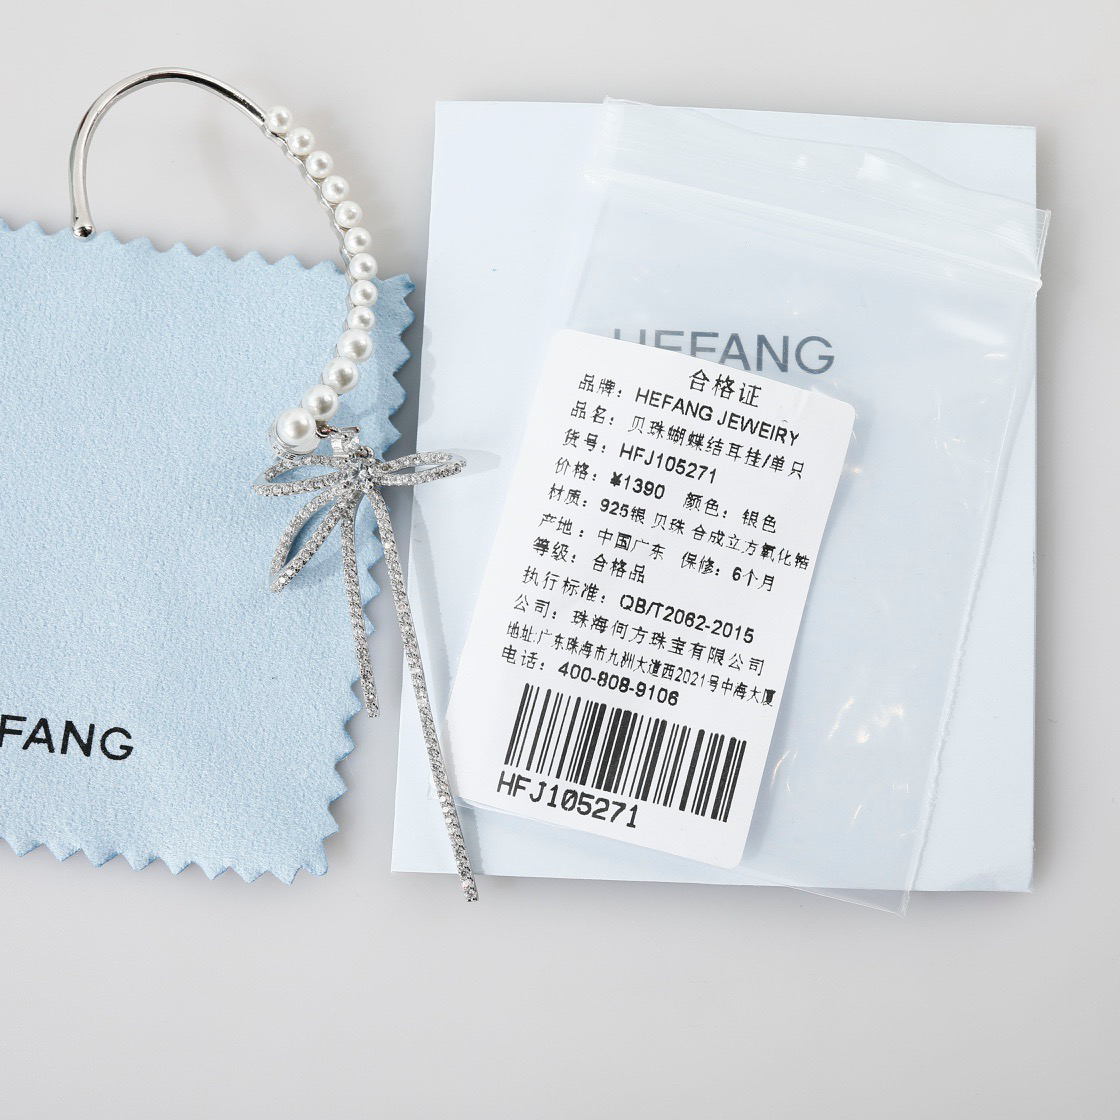 HEFANG
合格证
品牌： HEFANG JEWEIRY
品名： 贝珠蝴蝶结耳挂/单只
货号： HFJ105271
价格： ¥1390 颜色： 银色
材质： 925银 贝珠 合成立方氧化锆
产地： 中国广东 保修： 6个月
等级： 合格品
执行标准： QB/T2062-2015
公司： 珠海何方珠宝有限公司
地址:广东珠海市九洲大道西2021号中海大厦
电话： 400-808-9106
HFJ105271
FANG